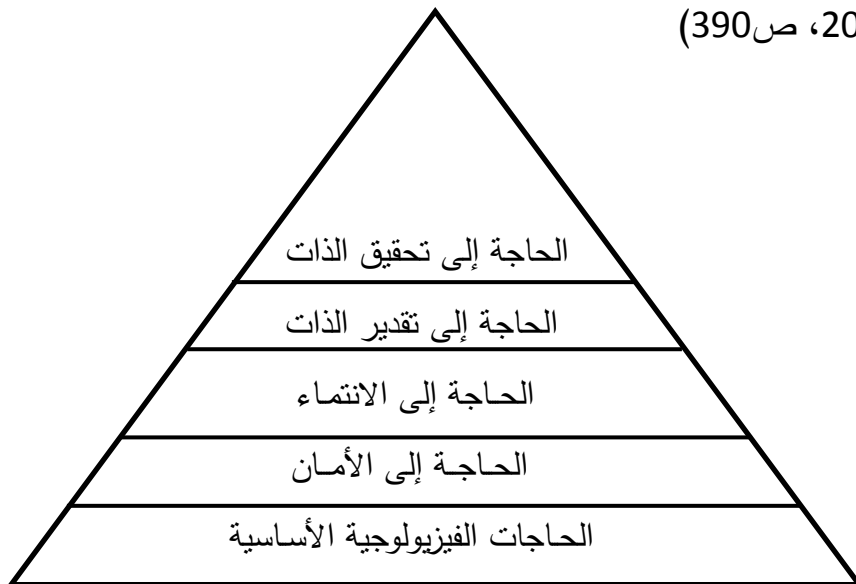 20، ص390)
الحاجة إلى تحقيق الذات
الحاجة إلى تقدير الذات
الحاجة إلى الانتماء
الحاجة إلى الأمان
الحاجات الفيزيولوجية الأساسية